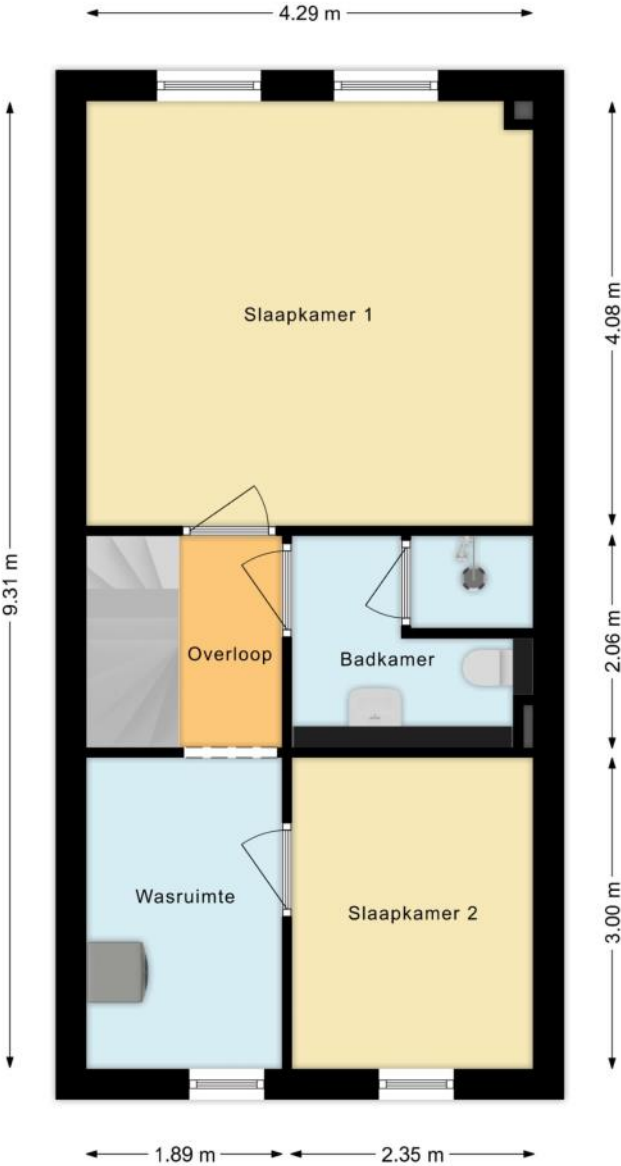 4.29 m
Slaapkamer 1
4.08 m
9.31 m
Overloop
Badkamer
2.06 m
Wasruimte
Slaapkamer 2
3.00 m
1.89 m
2.35 m